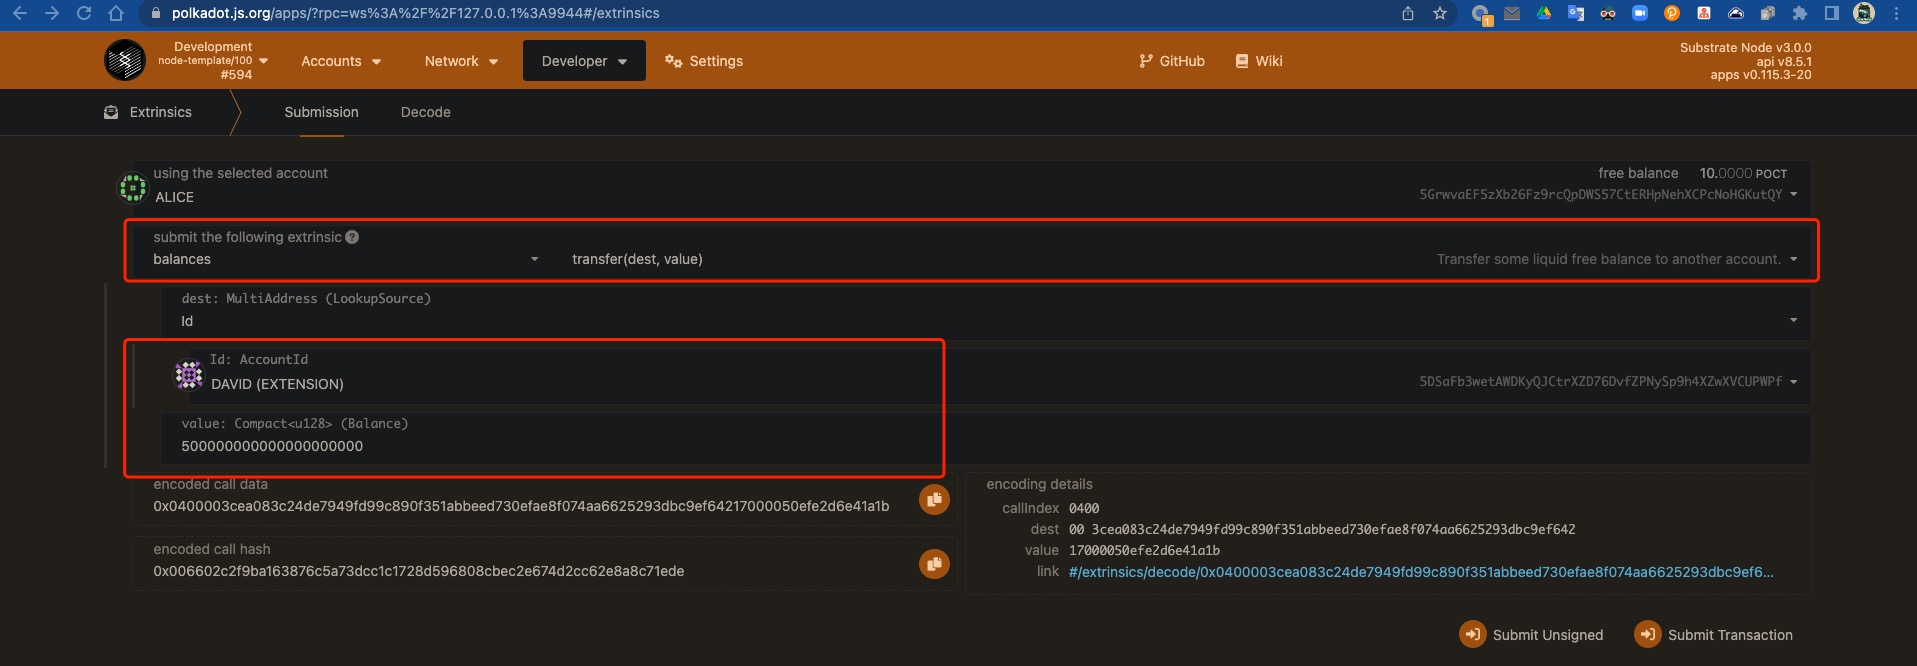 polkadot.js.org/apps/?rpc=ws%3A%2F%2F127.0.0.1%3A9944#/extrinsics
1
Development
node-template/100
#594
Accounts
Network
Developer
Settings
GitHub
Wiki
Substrate Node v3.0.0
api v8.5.1
apps v0.115.3-20
Extrinsics
Submission
Decode
using the selected account
ALICE
free balance 10.0000 POCT
5GrwvaEF5zXb26Fz9rcQpDWS57CtERHpNehXCPcNoHGKutQY
submit the following extrinsic ?
balances
transfer(dest, value)
Transfer some liquid free balance to another account.
dest: MultiAddress (LookupSource)
Id
Id: AccountId
DAVID (EXTENSION)
5DSaFb3wetAWDKyQJCtrXZD76DvfZPNySp9h4XZwXVCUPWPf
value: Compact<u128> (Balance)
500000000000000000000
encoded call data
0x0400003cea083c24de7949fd99c890f351abbeed730efae8f074aa6625293dbc9ef64217000050efe2d6e41a1b
encoded call hash
0x006602c2f9ba163876c5a73dcc1c1728d596808cbec2e674d2cc62e8a8c71ede
encoding details
callIndex 0400
dest 00 3cea083c24de7949fd99c890f351abbeed730efae8f074aa6625293dbc9ef642
value 17000050efe2d6e41a1b
link #/extrinsics/decode/0x0400003cea083c24de7949fd99c890f351abbeed730efae8f074aa6625293dbc9ef6...
Submit Unsigned
Submit Transaction